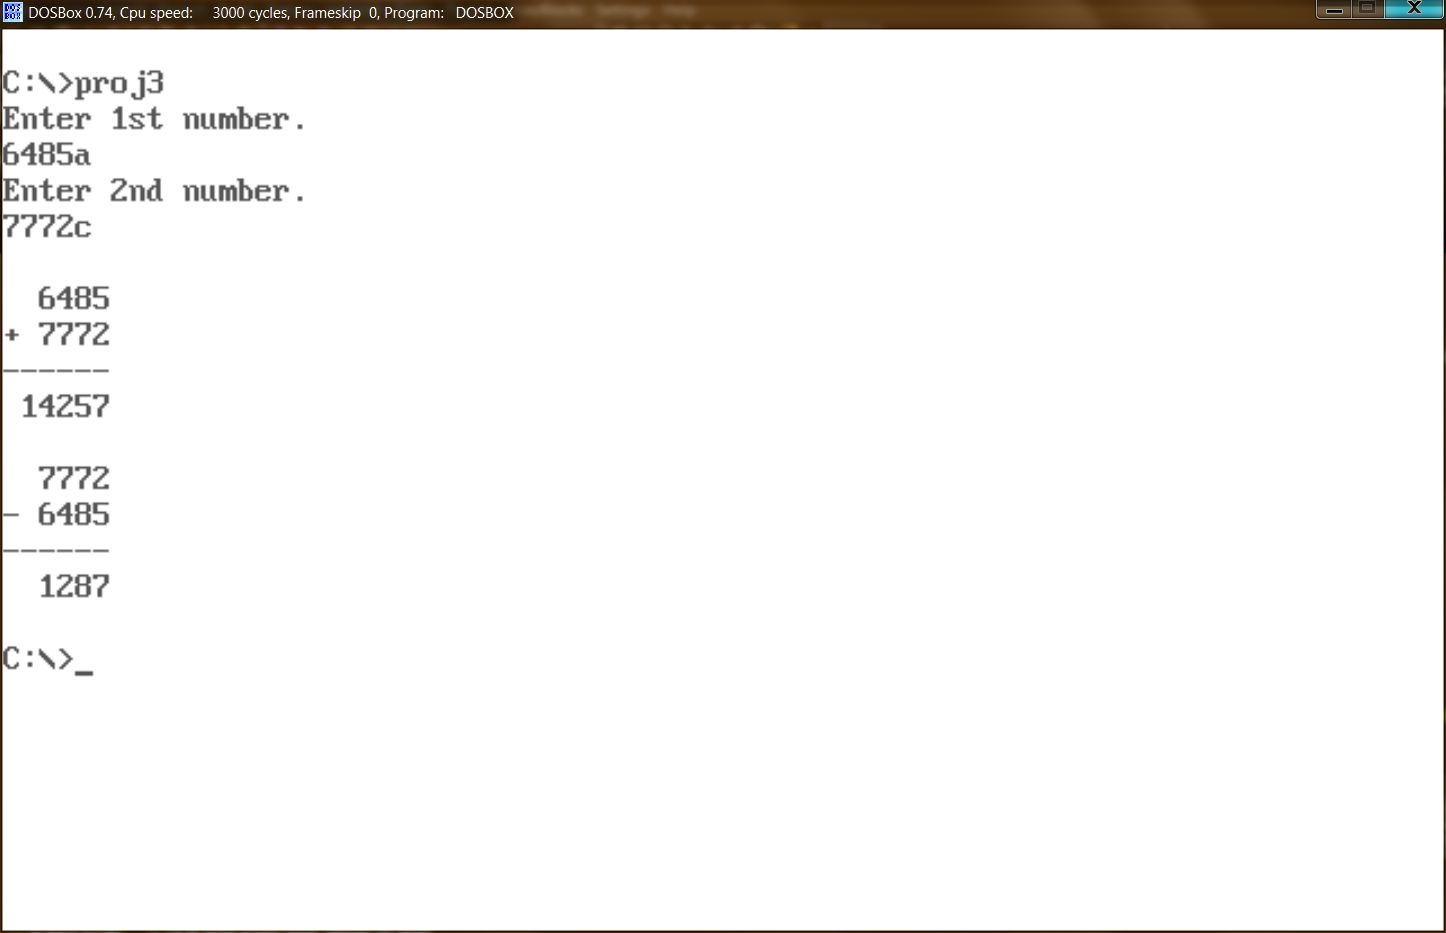 DOSBox 0.74, Cpu speed:    3000 cycles, Frameskip  0, Program:   DOSBOX
C:\>proj3
Enter 1st number.
6485a
Enter 2nd number.
7772c
  6485
+ 7772
------
 14257
  7772
- 6485
------
  1287
C:\>_